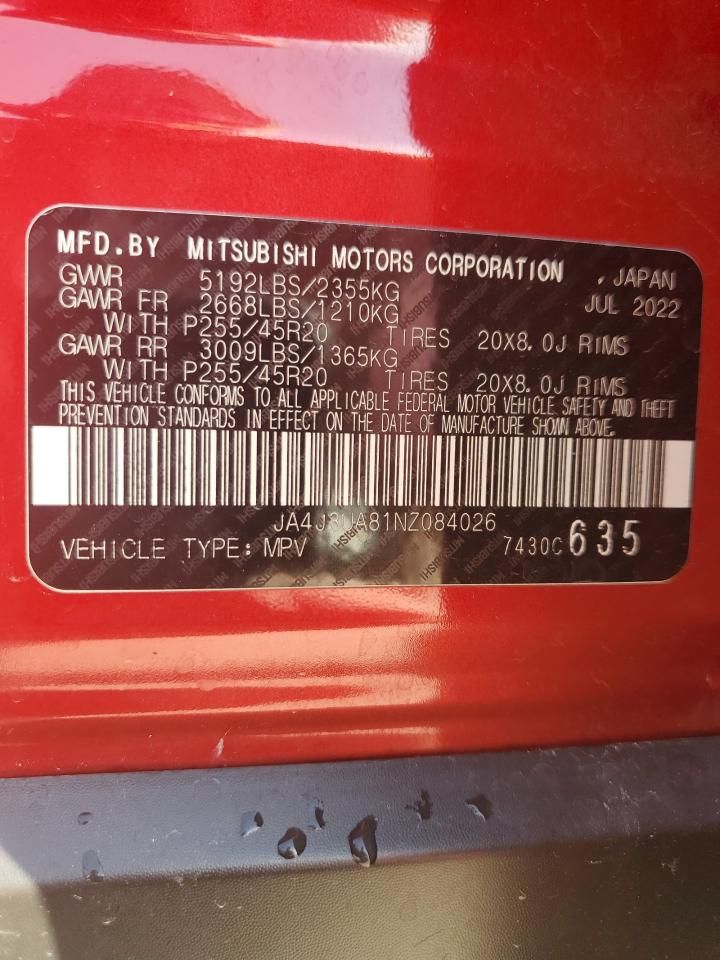 MFD.BY MITSUBISHI MOTORS CORPORATION , JAPAN
GVWR 5192LBS/2355KG JUL 2022
GAWR FR 2668LBS/1210KG
WITH P255/45R20 TIRES 20X8.0J RIMS
GAWR RR 3009LBS/1365KG
WITH P255/45R20 TIRES 20X8.0J RIMS
THIS VEHICLE CONFORMS TO ALL APPLICABLE FEDERAL MOTOR VEHICLE SAFETY AND THEFT
PREVENTION STANDARDS IN EFFECT ON THE DATE OF MANUFACTURE SHOWN ABOVE.
JA4J3UA81NZ084026
VEHICLE TYPE: MPV 7430C 635